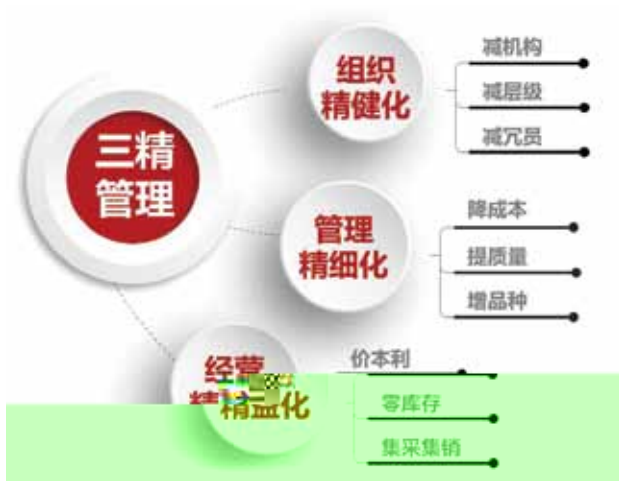 三精
管理
组织
精健化
减机构
减层级
减冗员
管理
精细化
降成本
提质量
增品种
经营
精益化
价本利
零库存
集采集销